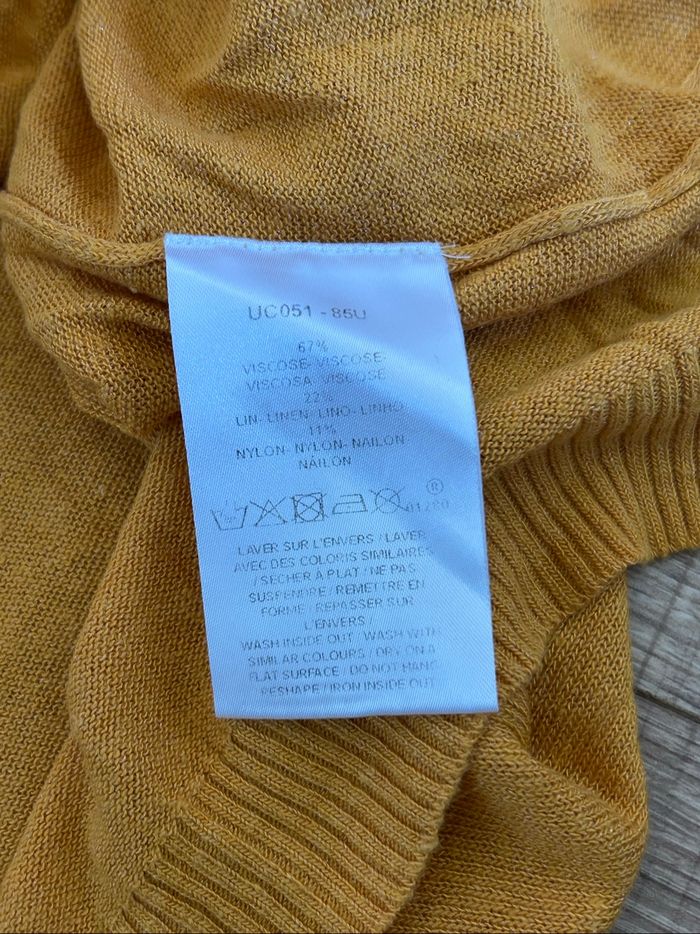 UC051 - 85U
67%
VISCOSE- VISCOSE-
VISCOSA- VISCOSE
22%
LIN- LINEN- LINO- LINHO
11%
NYLON- NYLON- NAILON-
NÁILON
® 01280
LAVER SUR L'ENVERS / LAVER
AVEC DES COLORIS SIMILAIRES
/ SÉCHER À PLAT / NE PAS
SUSPENDRE / REMETTRE EN
FORME / REPASSER SUR
L'ENVERS /
WASH INSIDE OUT / WASH WITH
SIMILAR COLOURS / DRY ON A
FLAT SURFACE / DO NOT HANG
RESHAPE / IRON INSIDE OUT